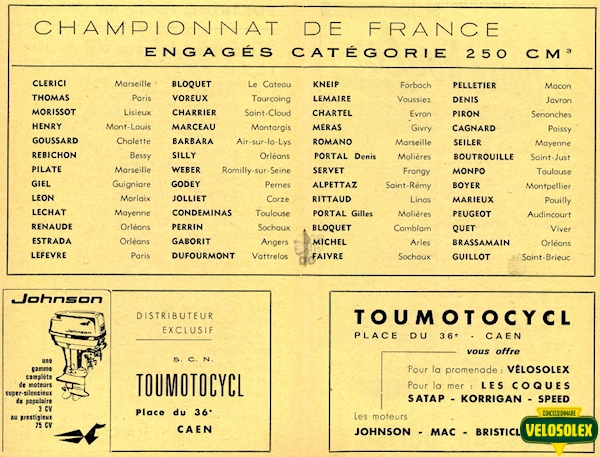 CHAMPIONNAT DE FRANCE
ENGAGÉS CATÉGORIE 250 CM³
CLERICI Marseille
THOMAS Paris
MORISSOT Lisieux
HENRY Mont-Louis
GOUSSARD Chalette
REBICHON Bessy
PILATE Marseille
GIEL Guigniare
LEON Morlaix
LECHAT Mayenne
RENAUDE Orléans
ESTRADA Orléans
LEFEVRE Paris
BLOQUET Le Cateau
VOREUX Tourcoing
CHARRIER Saint-Cloud
MARCEAU Montargis
BARBARA Air-sur-la-Lys
SILLY Orléans
WEBER Romilly-sur-Seine
GODEY Pernes
JOLLIET Corze
CONDEMINAS Toulouse
PERRIN Sochaux
GABORIT Angers
DUFOURMONT Vattrelos
KNEIP Forbach
LEMAIRE Voussiez
CHARTEL Evron
MERAS Givry
ROMANO Marseille
PORTAL Denis Molières
SERVET Frangy
ALPETTAZ Saint-Rémy
RITTAUD Linas
PORTAL Gilles Molières
BLOQUET Camblam
MICHEL Arles
FAIVRE Sochaux
PELLETIER Macon
DENIS Javron
PIRON Senonches
CAGNARD Poissy
SEILER Mayenne
BOUTROUILLE Saint-Just
MONPO Toulouse
BOYER Montpellier
MARIEUX Pouilly
PEUGEOT Audincourt
QUET Viver
BRASSAMAIN Orléans
GUILLOT Saint-Brieuc
Johnson
une
gamme
complète
de moteurs
super-silencieux
du populaire
3 CV
au prestigieux
75 CV
DISTRIBUTEUR
EXCLUSIF
S.C.N.
TOUMOTOCYCL
Place du 36e
CAEN
TOUMOTOCYCL
PLACE DU 36e - CAEN
vous offre
Pour la promenade : VÉLOSOLEX
Pour la mer : LES COQUES
SATAP - KORRIGAN - SPEED
Les moteurs
JOHNSON - MAC - BRISTICL
CONCESSIONNAIRE
VELOSOLEX